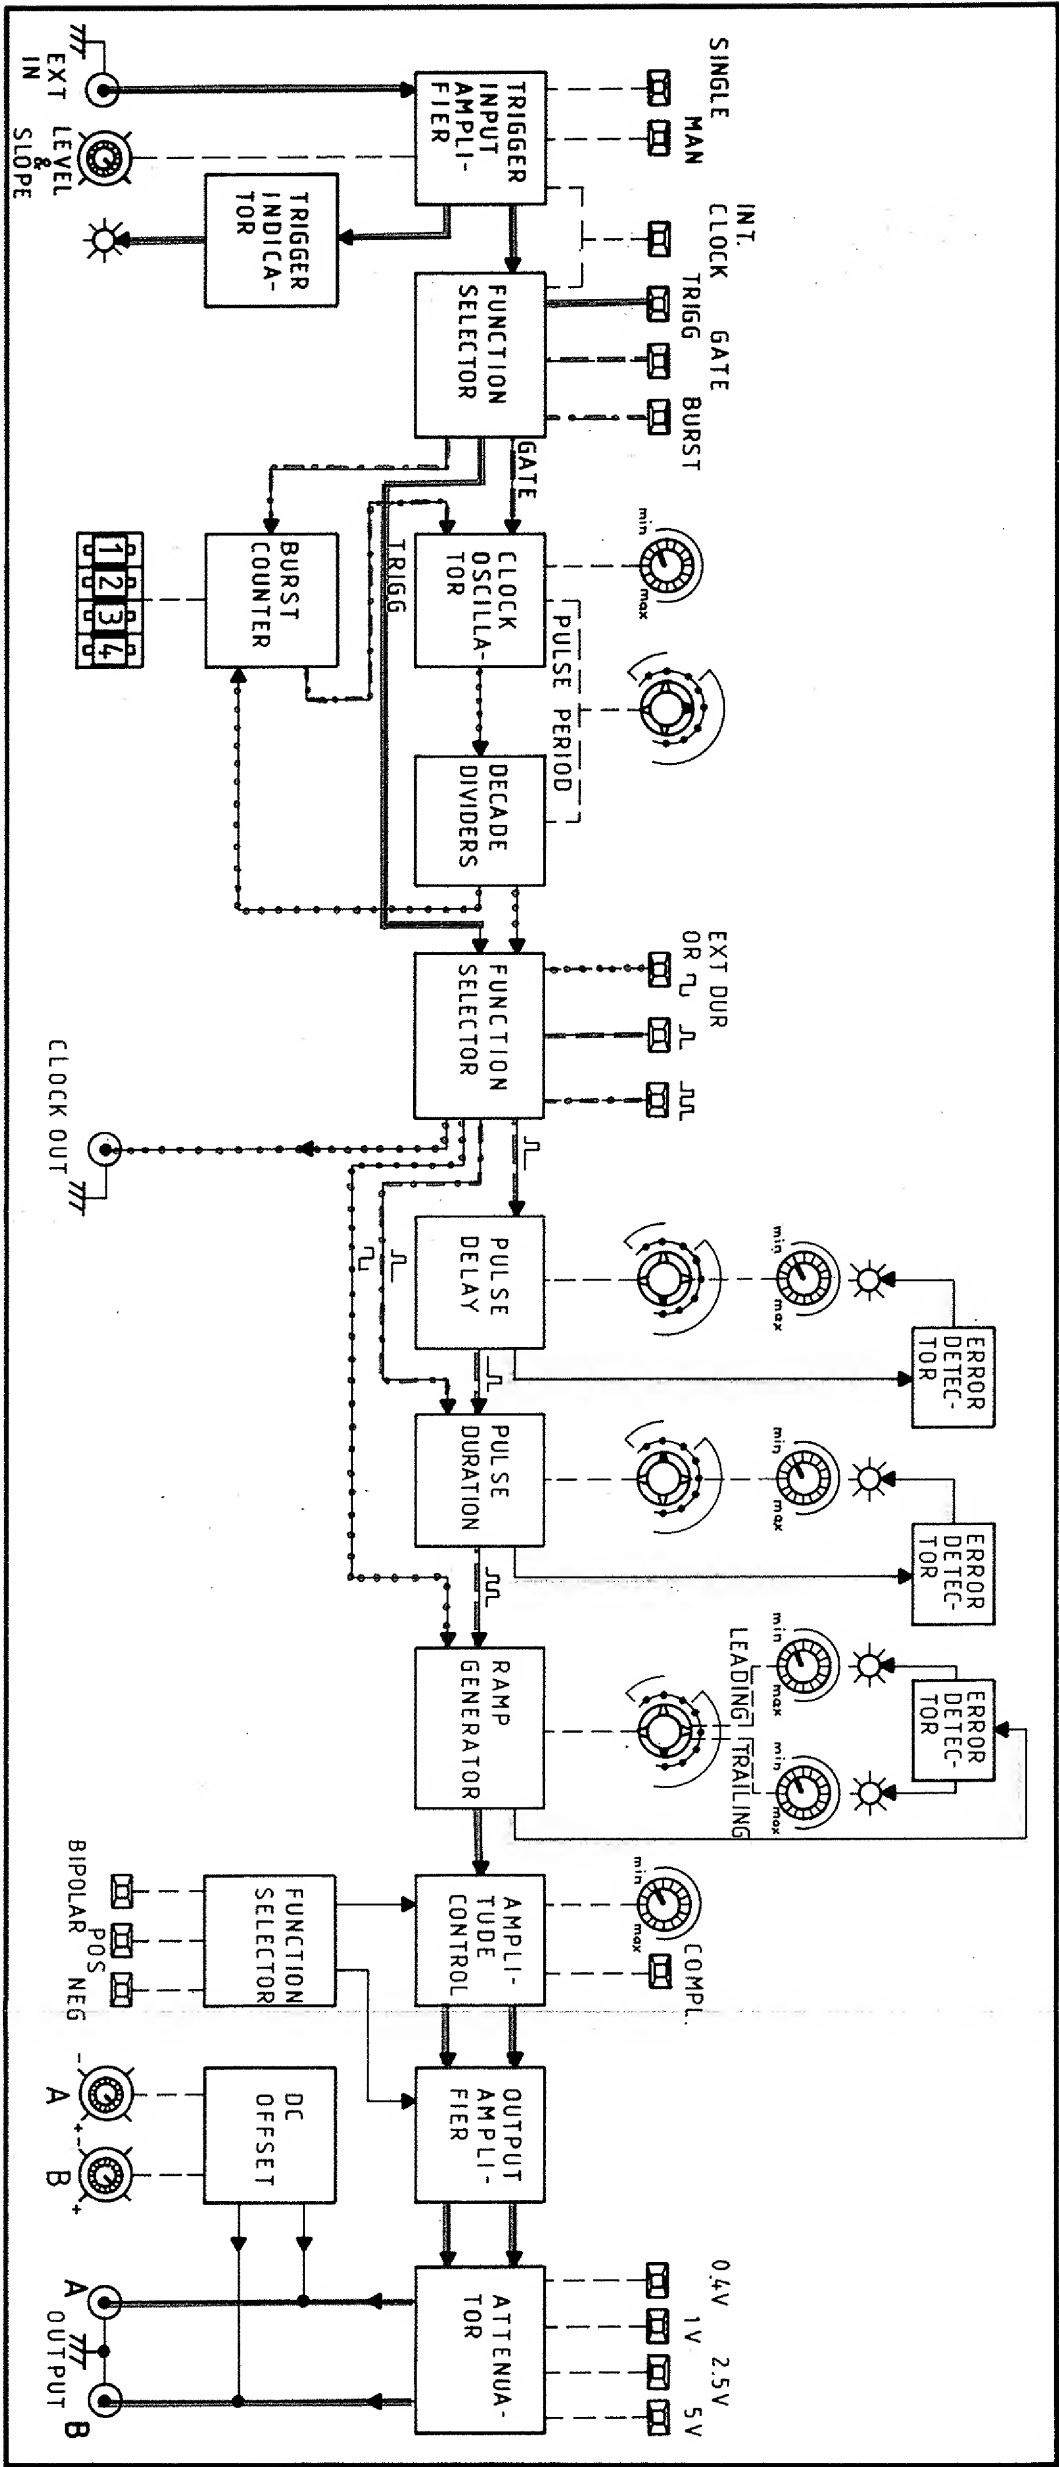 SINGLE
MAN
INT.
CLOCK
TRIGG
GATE
BURST
EXT
IN
LEVEL
&
SLOPE
TRIGGER
INPUT
AMPLI-
FIER
TRIGGER
INDICA-
TOR
FUNCTION
SELECTOR
GATE
TRIGG
BURST
COUNTER
1 2 3 4
min
max
CLOCK
OSCILLA-
TOR
PULSE PERIOD
DECADE
DIVIDERS
EXT DUR
OR
FUNCTION
SELECTOR
CLOCK OUT
PULSE
DELAY
min
max
ERROR
DETEC-
TOR
PULSE
DURATION
min
max
ERROR
DETEC-
TOR
RAMP
GENERATOR
LEADING
TRAILING
min
max
min
max
ERROR
DETEC-
TOR
BIPOLAR
POS
NEG
FUNCTION
SELECTOR
AMPLI-
TUDE
CONTROL
min
max
COMPL.
OUTPUT
AMPLI-
FIER
DC
OFFSET
- A +
- B +
ATTENUA-
TOR
0.4V
1V
2.5V
5V
A OUTPUT B